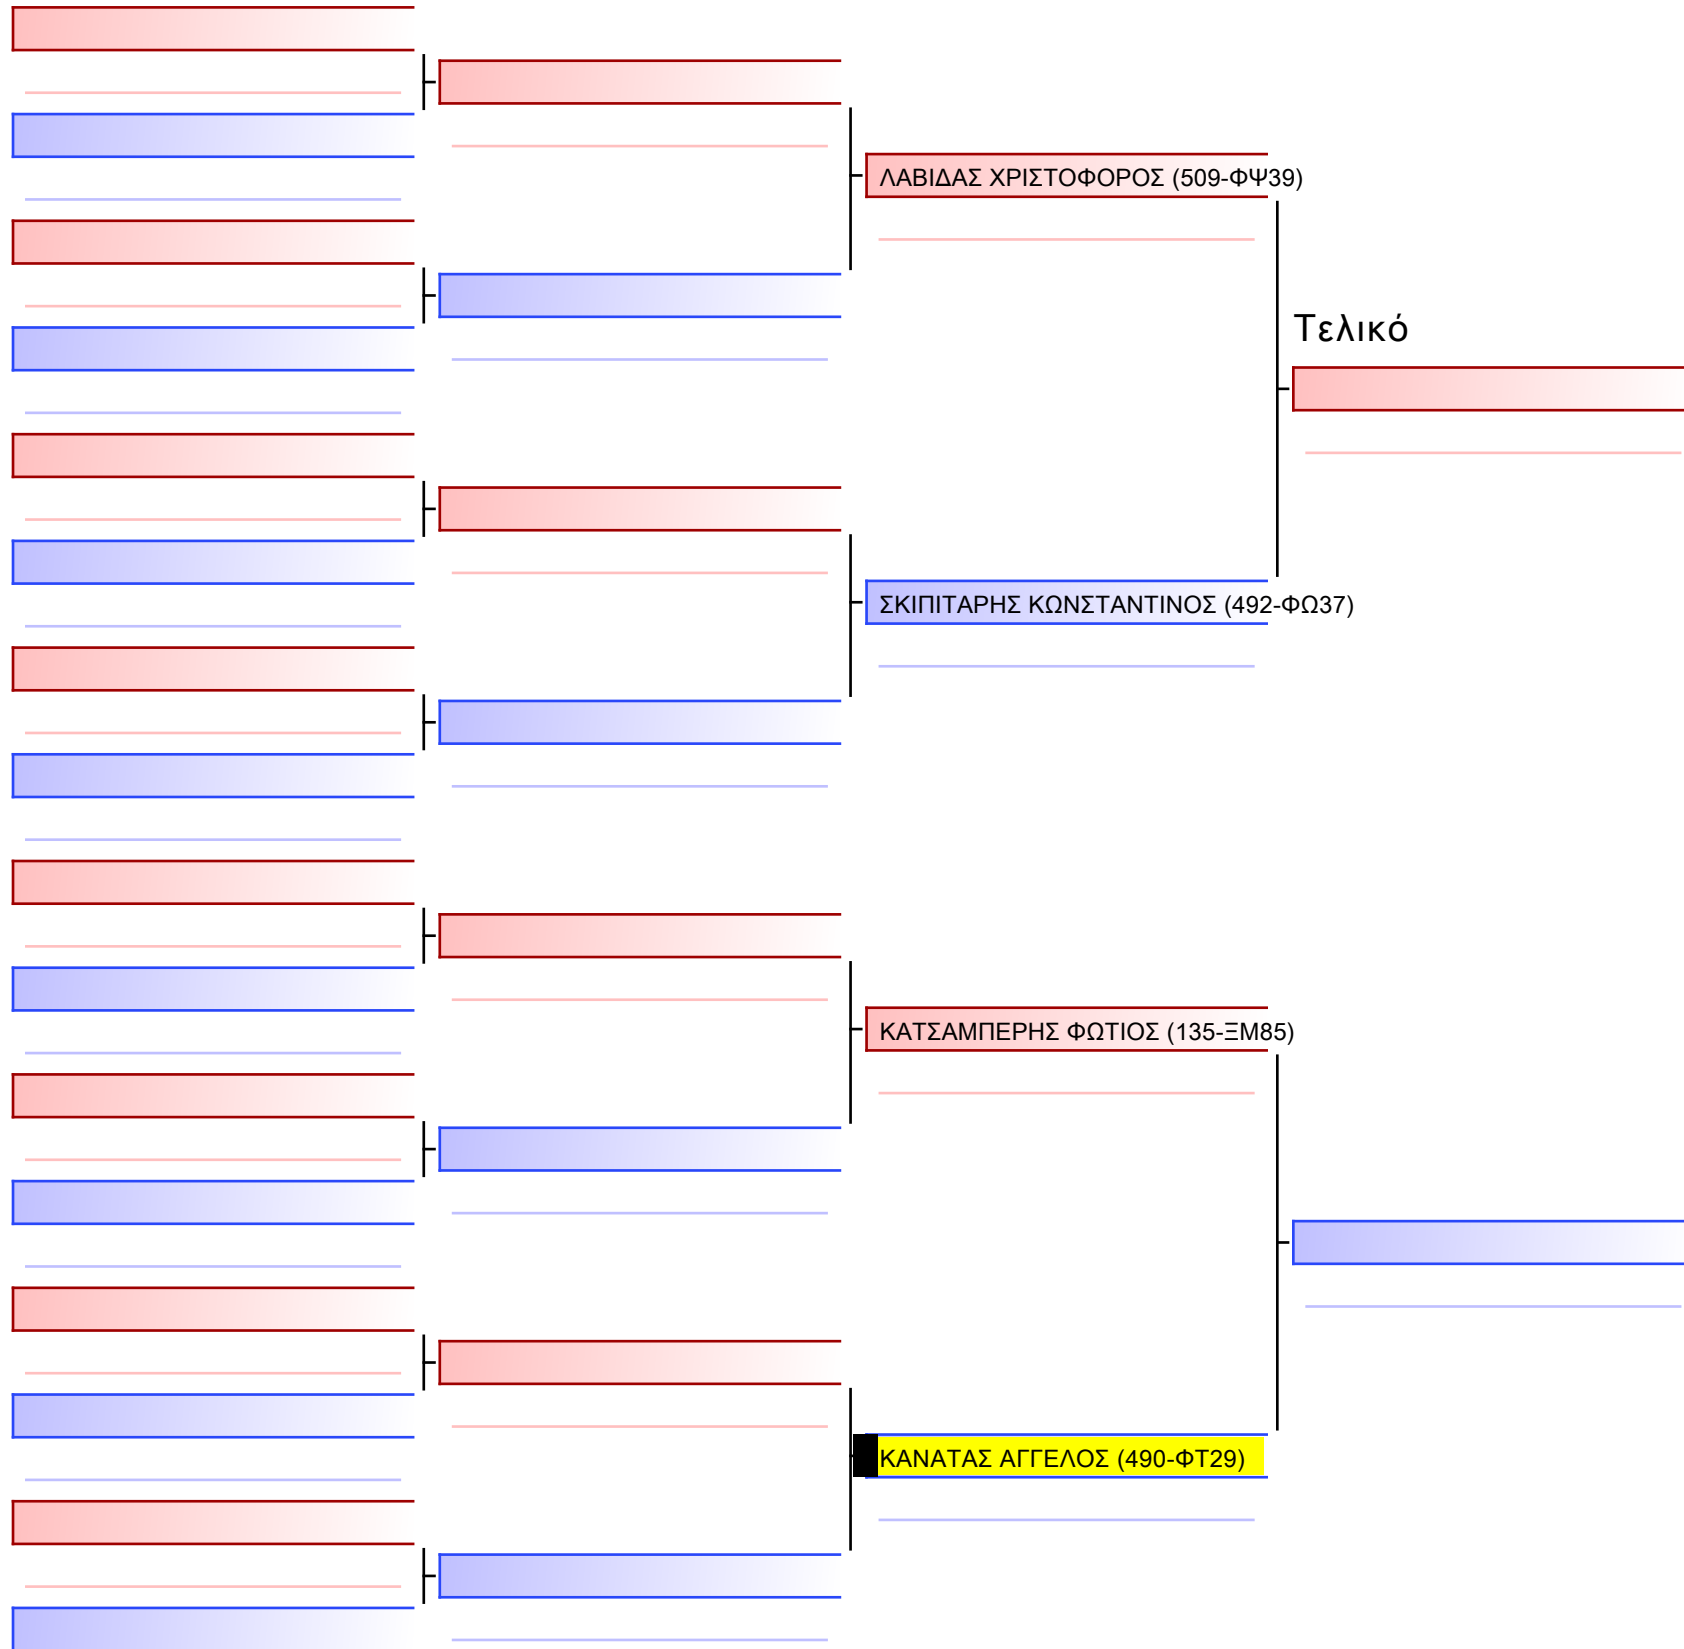 ΛΑΒΙΔΑΣ ΧΡΙΣΤΟΦΟΡΟΣ (509-ΦΨ39)
Τελικό
ΣΚΙΠΙΤΑΡΗΣ ΚΩΝΣΤΑΝΤΙΝΟΣ (492-ΦΩ37)
ΚΑΤΣΑΜΠΕΡΗΣ ΦΩΤΙΟΣ (135-ΞΜ85)
ΚΑΝΑΤΑΣ ΑΓΓΕΛΟΣ (490-ΦΤ29)